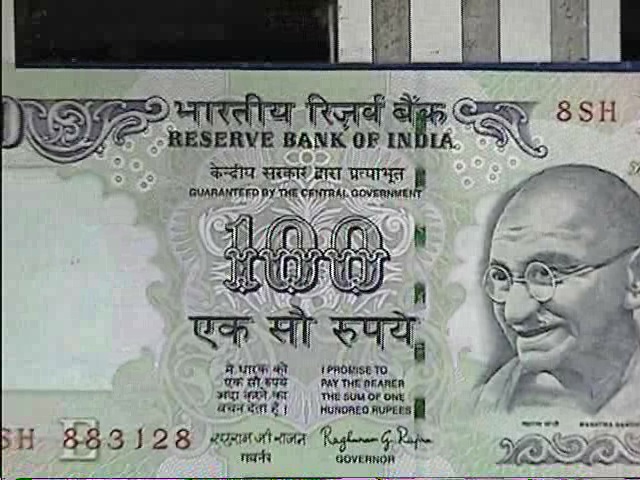 भारतीय रिज़र्व बैंक
8SH
RESERVE BANK OF INDIA
केन्दीय सरकार द्वारा प्रत्याभूत
GUARANTEED BY THE CENTRAL GOVERNMENT
100
एक सौ रुपये
मैं धारक को
एक सौ रुपये
अदा करने का
वचन देता हूँ।
I PROMISE TO
PAY THE BEARER
THE SUM OF ONE
HUNDRED RUPEES
SH 883128
E
Raghuram G. Rajan
गवर्नर
GOVERNOR
महात्मा गांधी
MAHATMA GANDHI